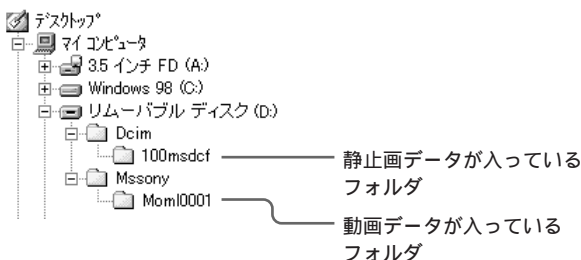 デスクトップ
マイ コンピュータ
3.5 インチ FD (A:)
Windows 98 (C:)
リムーバブル ディスク (D:)
Dcim
100msdcf
静止画データが入っている
フォルダ
Mssony
Moml0001
動画データが入っている
フォルダ